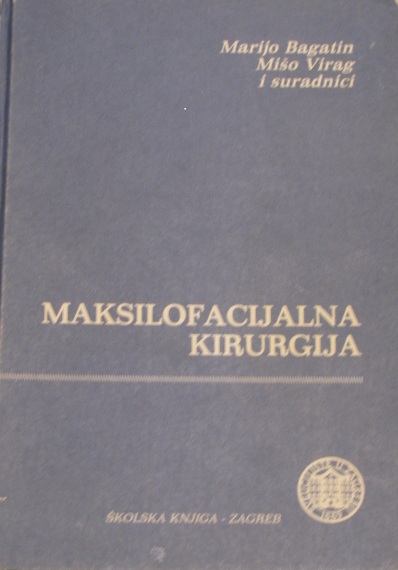 Marijo Bagatin
Mišo Virag
i suradnici
MAKSILOFACIJALNA
KIRURGIJA
ŠKOLSKA KNJIGA - ZAGREB